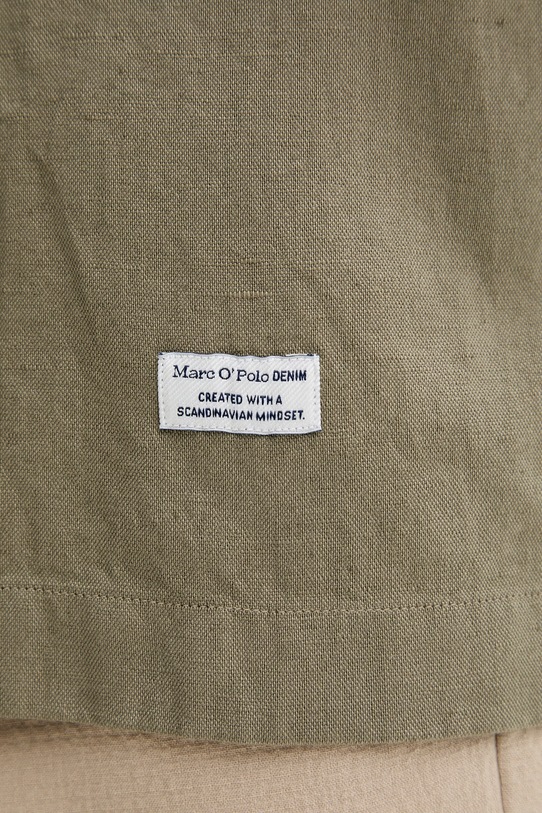 Marc O'Polo DENIM
CREATED WITH A
SCANDINAVIAN MINDSET.